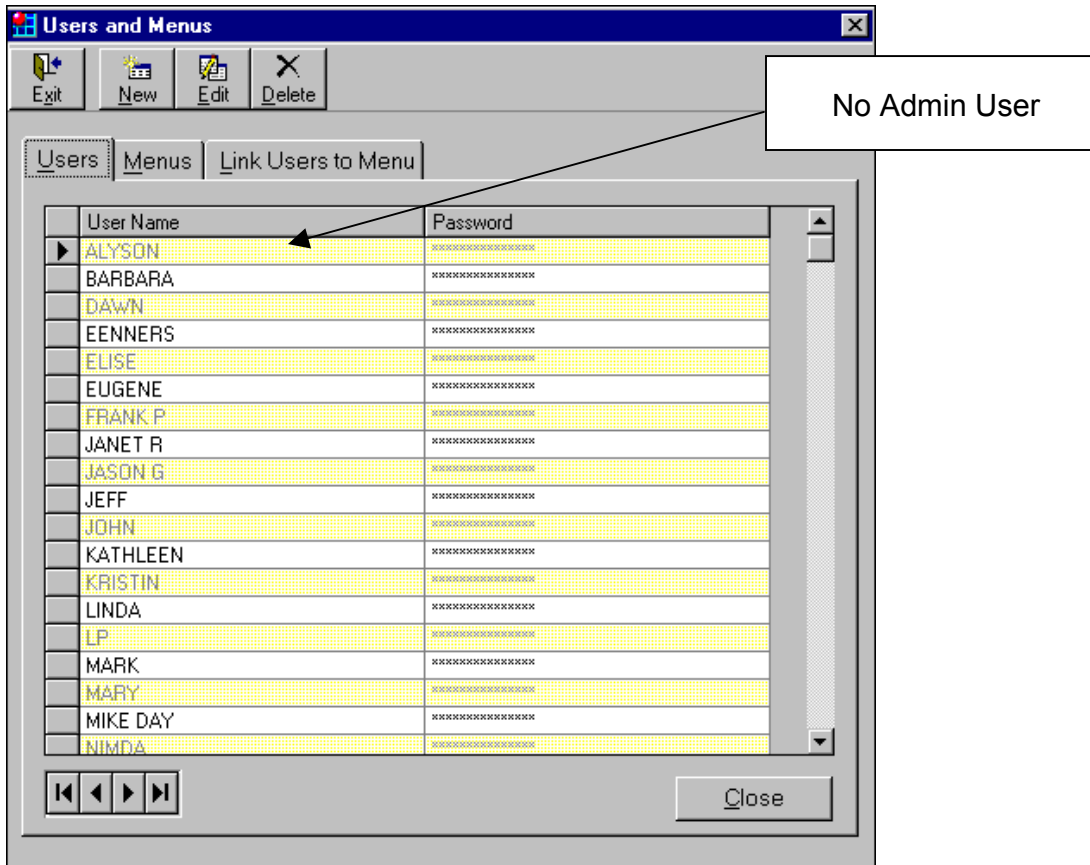 Users and Menus
Exit New Edit Delete
No Admin User
Users Menus Link Users to Menu
User Name Password
ALYSON ***************
BARBARA ***************
DAWN ***************
EENNERS ***************
ELISE ***************
EUGENE ***************
FRANK P ***************
JANET R ***************
JASON G ***************
JEFF ***************
JOHN ***************
KATHLEEN ***************
KRISTIN ***************
LINDA ***************
LP ***************
MARK ***************
MARY ***************
MIKE DAY ***************
NIMDA ***************
Close